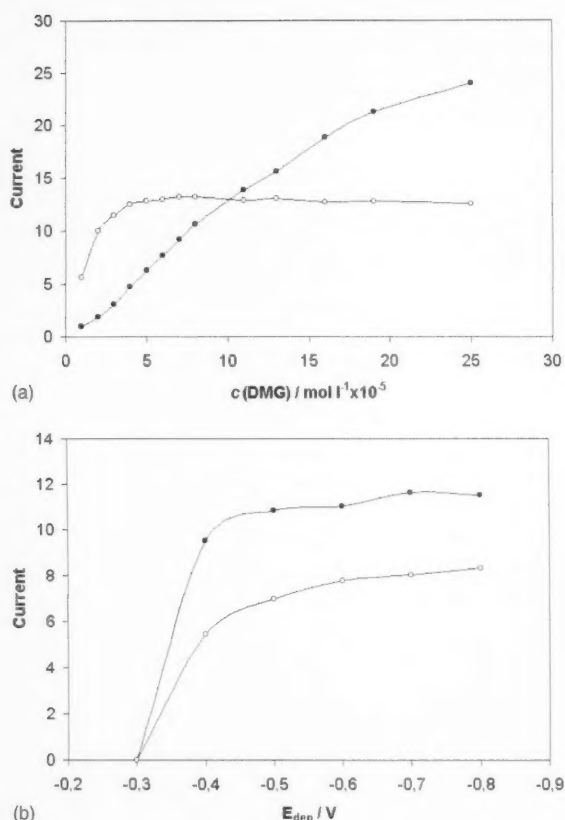 30
25
20
15
10
5
0
Current
0 5 10 15 20 25 30
(a)
c(DMG) / mol l⁻¹x10⁻⁵
14
12
10
8
6
4
2
0
Current
-0,2 -0,3 -0,4 -0,5 -0,6 -0,7 -0,8 -0,9
(b)
E_dep / V